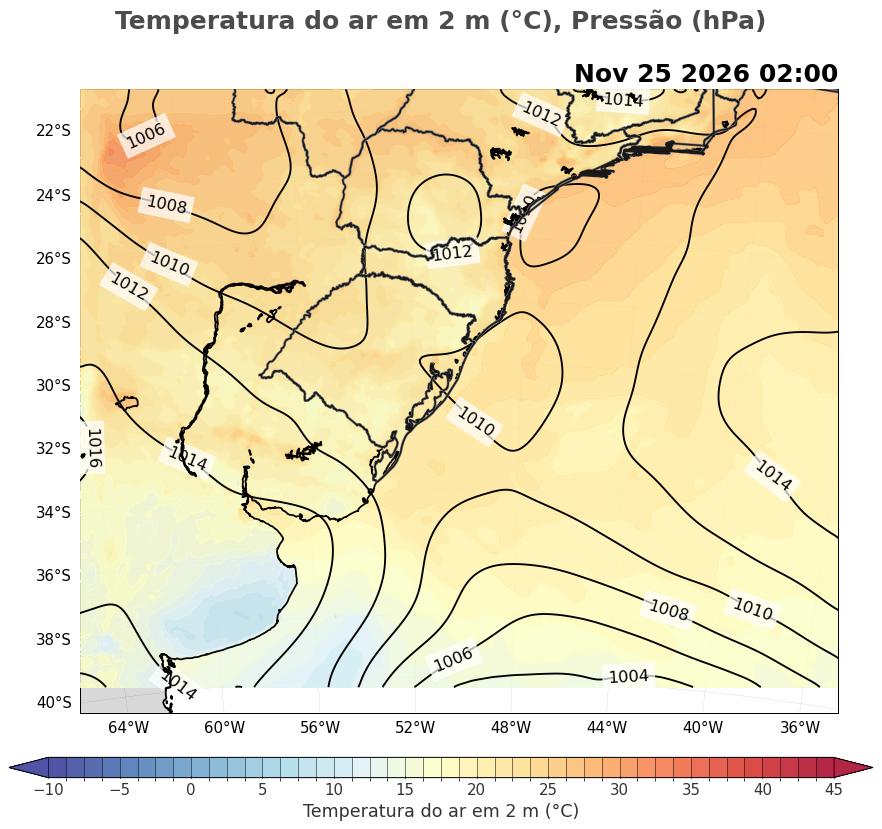 Temperatura do ar em 2 m (°C), Pressão (hPa)
Nov 25 2026 02:00
1006
1012
1014
22°S
1008
24°S
1010
1012
26°S
1012
28°S
30°S
1010
1016
1014
32°S
1014
34°S
36°S
1008
1010
1006
38°S
1014
1004
40°S
64°W 60°W 56°W 52°W 48°W 44°W 40°W 36°W
−10 −5 0 5 10 15 20 25 30 35 40 45
Temperatura do ar em 2 m (°C)